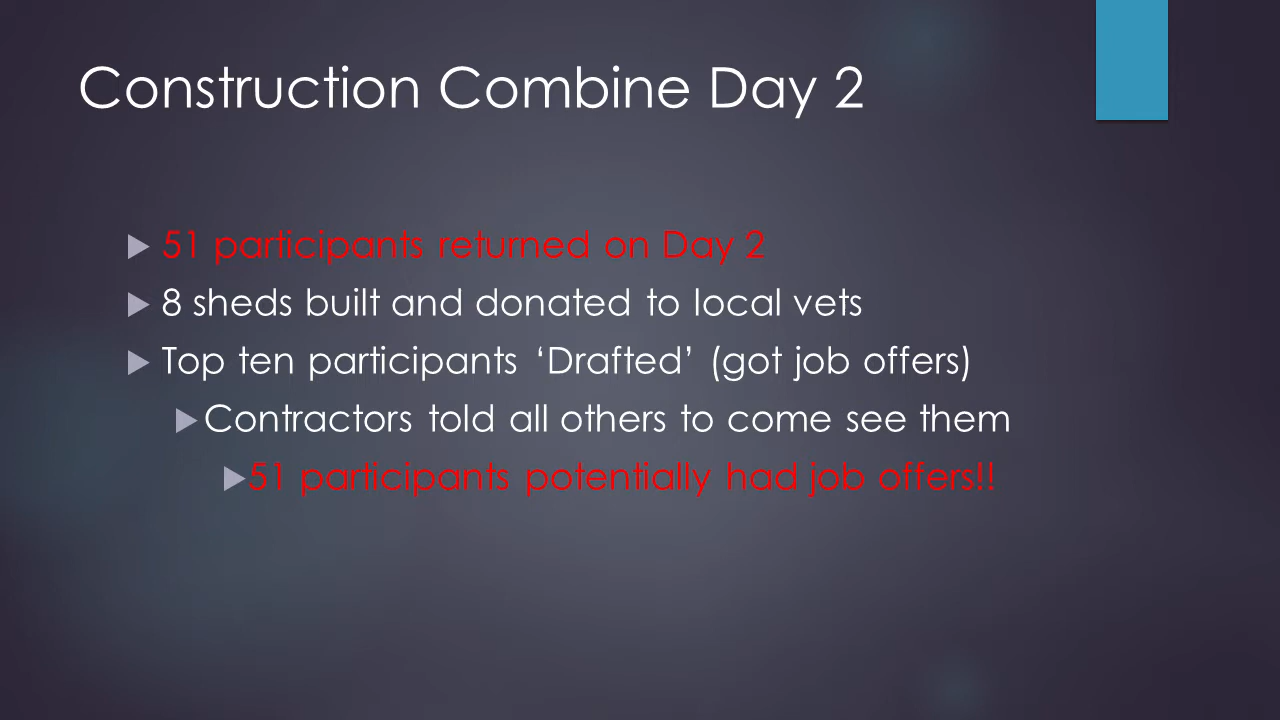 Construction Combine Day 2
51 participants returned on Day 2
8 sheds built and donated to local vets
Top ten participants ‘Drafted’ (got job offers)
Contractors told all others to come see them
51 participants potentially had job offers!!